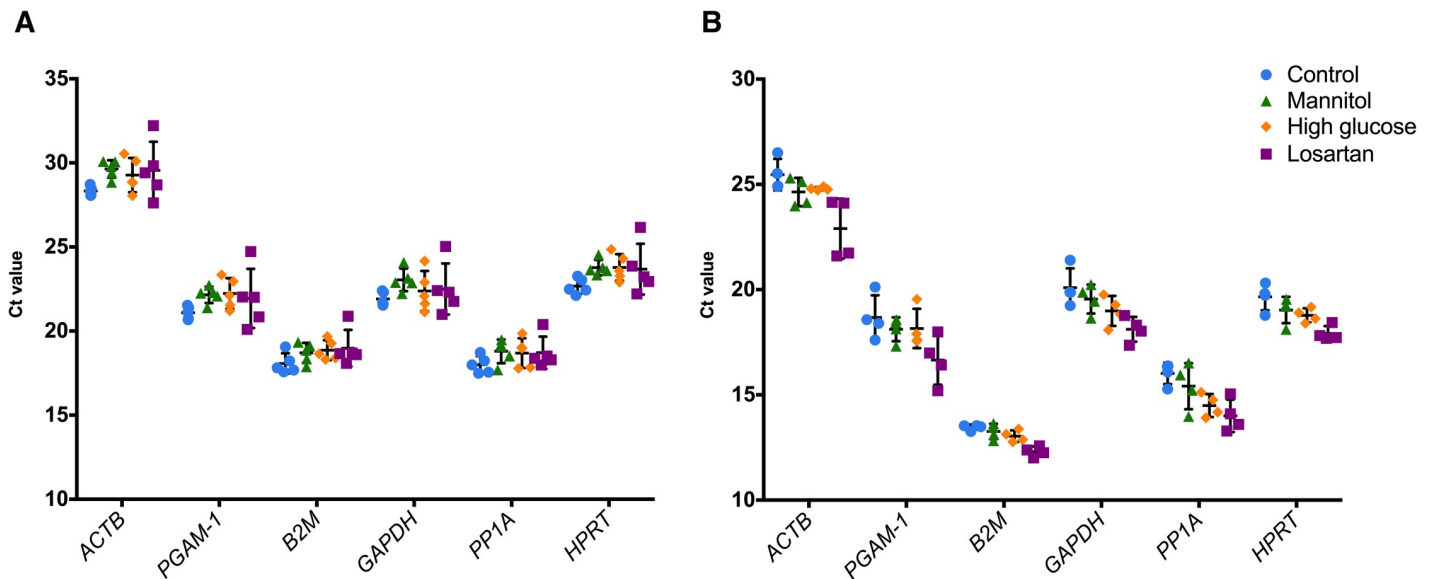 A
Ct value
35
30
25
20
15
10
ACTB
PGAM-1
B2M
GAPDH
PP1A
HPRT
B
Ct value
30
25
20
15
10
ACTB
PGAM-1
B2M
GAPDH
PP1A
HPRT
Control
Mannitol
High glucose
Losartan